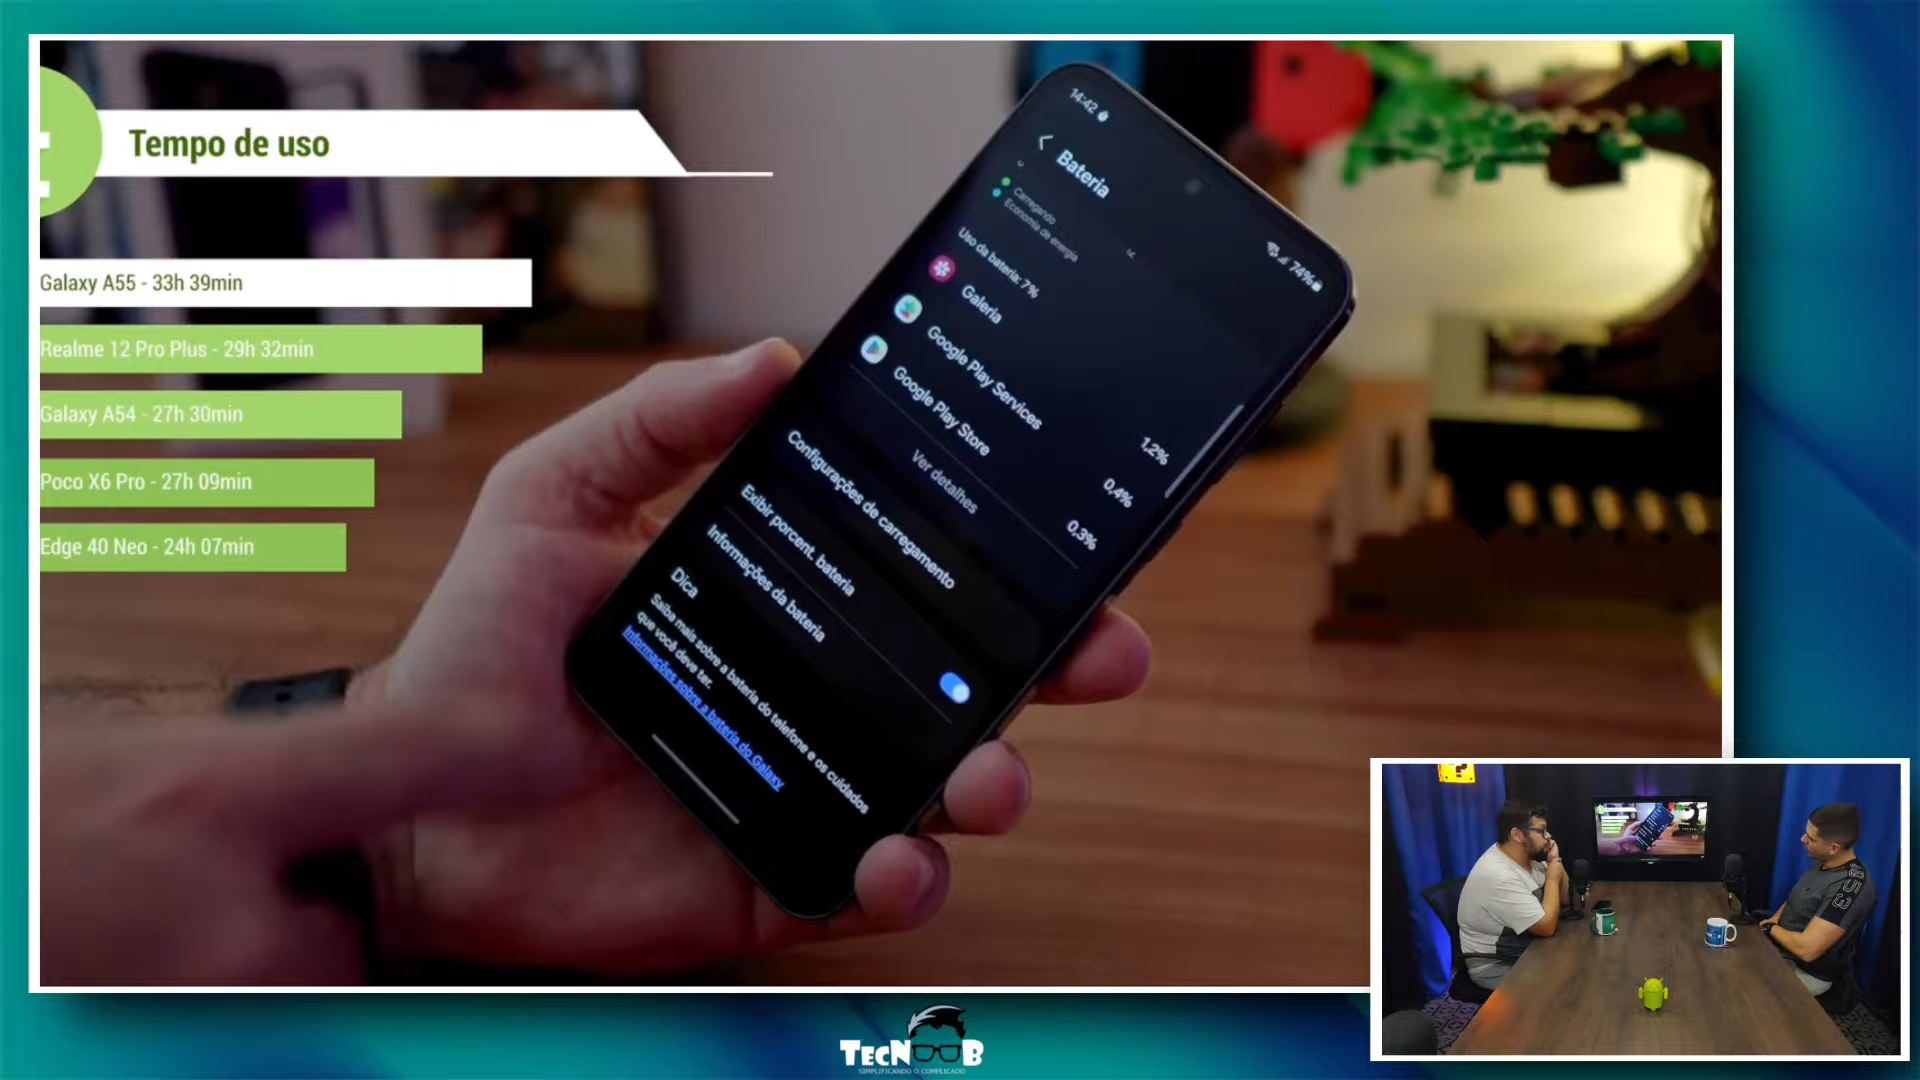 Tempo de uso
Galaxy A55 - 33h 39min
Realme 12 Pro Plus - 29h 32min
Galaxy A54 - 27h 30min
Poco X6 Pro - 27h 09min
Edge 40 Neo - 24h 07min
14:42
74%
Bateria
Carregando
Economia de energia
Uso da bateria: 7%
Galeria
1,2%
Google Play Services
0,4%
Google Play Store
0,3%
Ver detalhes
Configurações de carregamento
Exibir porcent. bateria
Informações da bateria
Dica
Saiba mais sobre a bateria do telefone e os cuidados
que você deve ter.
Informações sobre a bateria do Galaxy
TECNOOB
SIMPLIFICANDO O COMPLICADO